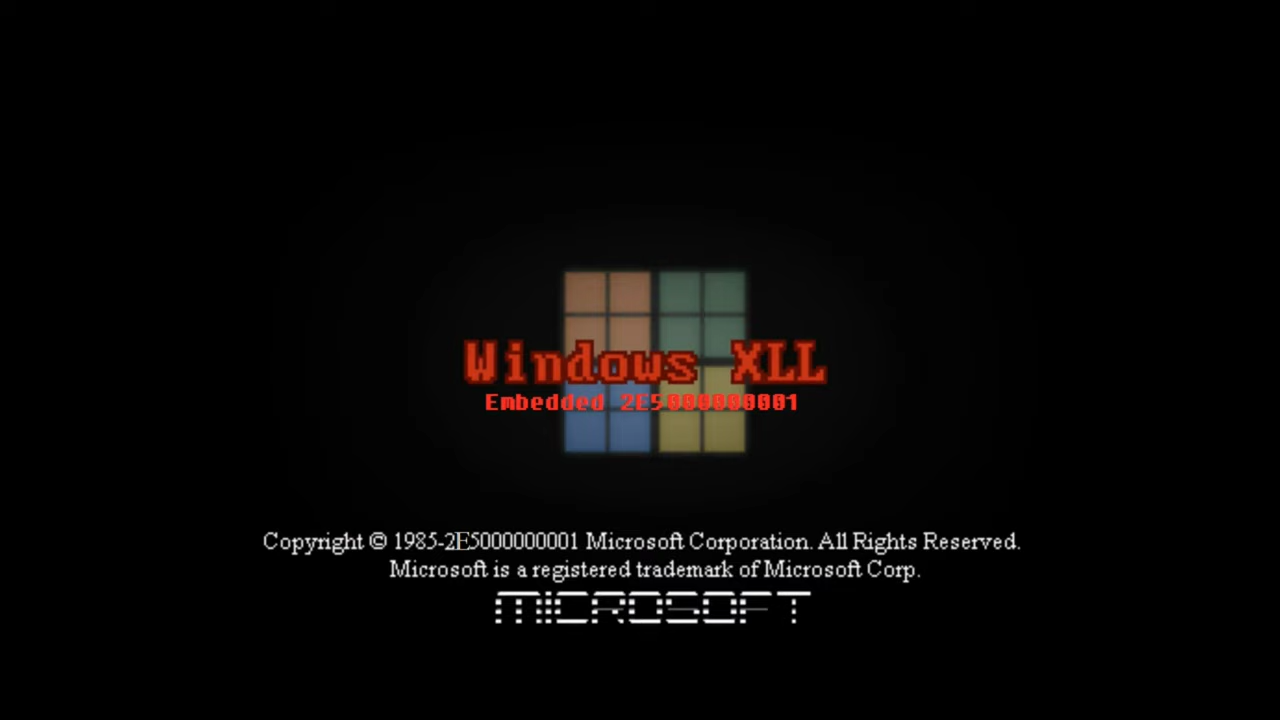 Windows XLL
Embedded 2E5000000001
Copyright © 1985-2E5000000001 Microsoft Corporation. All Rights Reserved.
Microsoft is a registered trademark of Microsoft Corp.
MICROSOFT